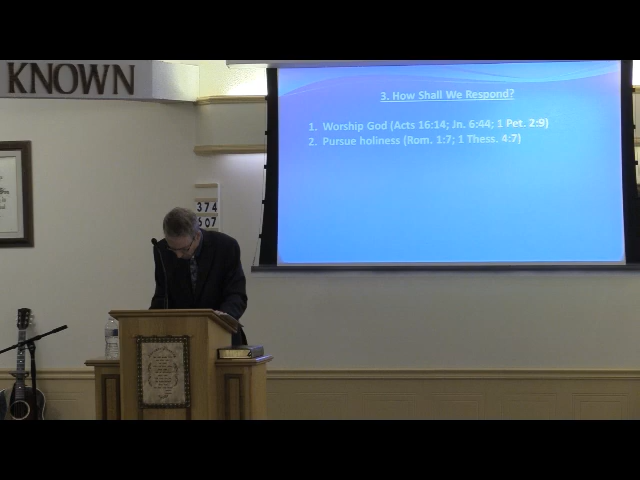 KNOWN
3. How Shall We Respond?
1. Worship God (Acts 16:14; Jn. 6:44; 1 Pet. 2:9)
2. Pursue holiness (Rom. 1:7; 1 Thess. 4:7)
374
607